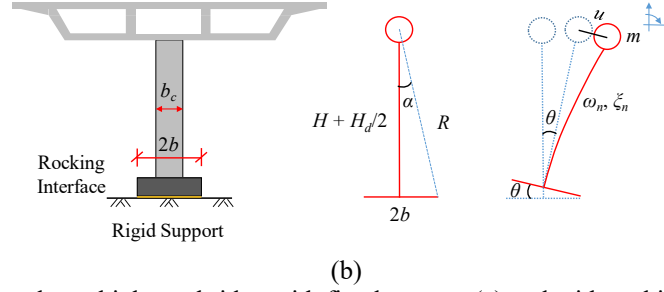 b_c
2b
Rocking
Interface
Rigid Support
H + H_d/2
α
R
2b
u
m
θ
ω_n, ξ_n
θ
(b)